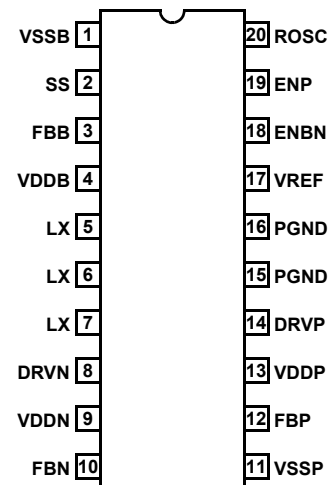 VSSB 1 20 ROSC
SS 2 19 ENP
FBB 3 18 ENBN
VDDB 4 17 VREF
LX 5 16 PGND
LX 6 15 PGND
LX 7 14 DRVP
DRVN 8 13 VDDP
VDDN 9 12 FBP
FBN 10 11 VSSP